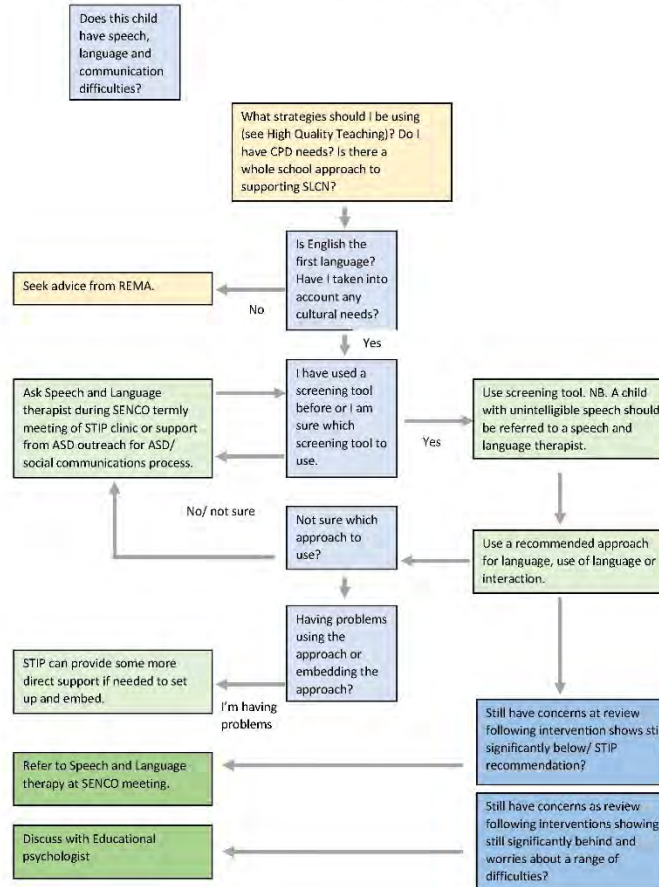 Does this child
have speech,
language and
communication
difficulties?
What strategies should I be using
(see High Quality Teaching)? Do I
have CPD needs? Is there a
whole school approach to
supporting SLCN?
Is English the
first language?
Have I taken into
account any
cultural needs?
Seek advice from REMA.
No
Yes
Ask Speech and Language
therapist during SENCO termly
meeting of STIP clinic or support
from ASD outreach for ASD/
social communications process.
I have used a
screening tool
before or I am
sure which
screening tool to
use.
Yes
Use screening tool. NB. A child
with unintelligible speech should
be referred to a speech and
language therapist.
No/ not sure
Not sure which
approach to
use?
Use a recommended approach
for language, use of language or
interaction.
Having problems
using the
approach or
embedding the
approach?
STIP can provide some more
direct support if needed to set
up and embed.
I'm having
problems
Still have concerns at review
following intervention shows
significantly below/ STIP
recommendation?
Refer to Speech and Language
therapy at SENCO meeting.
Still have concerns as review
following interventions showing
still significantly behind and
worries about a range of
difficulties?
Discuss with Educational
psychologist